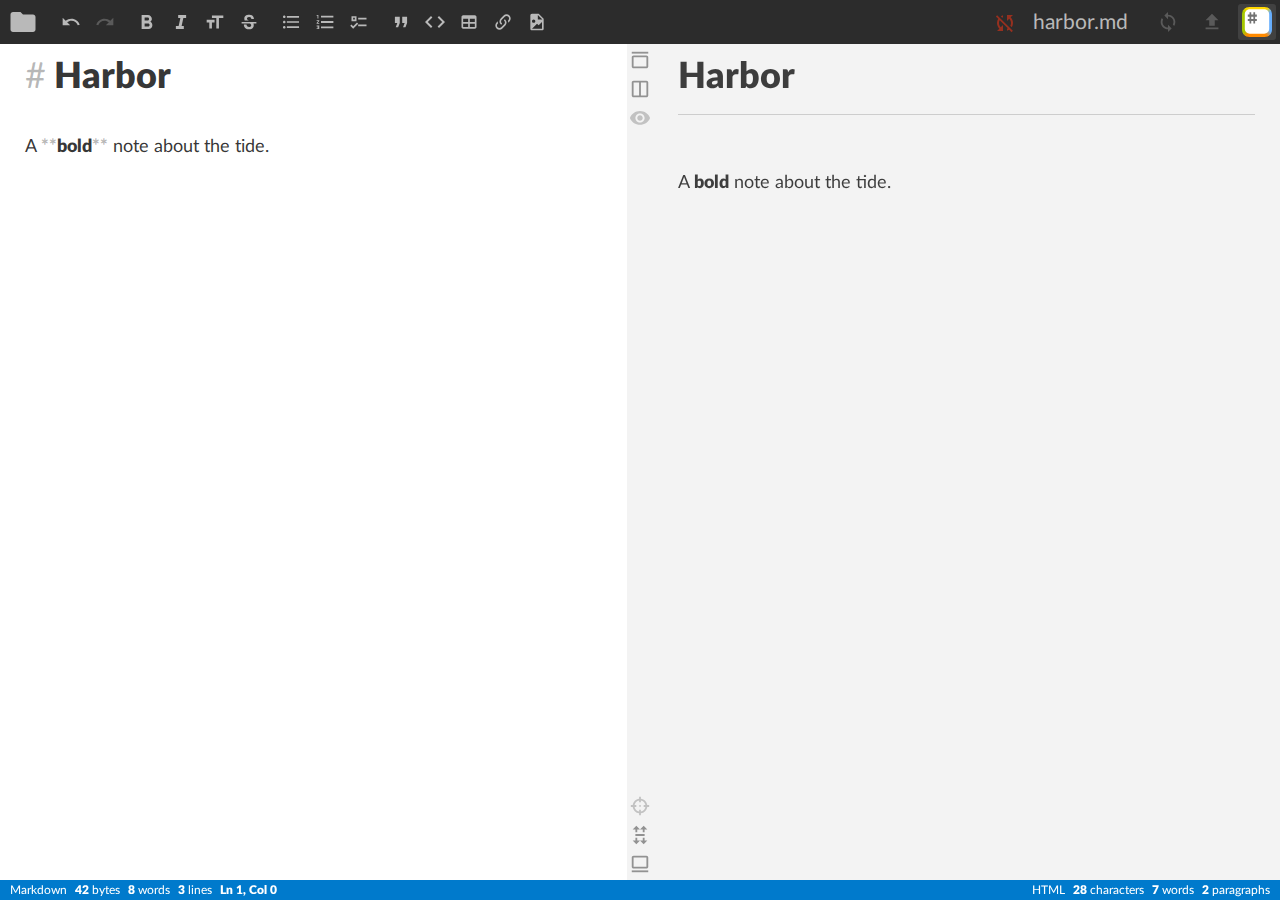 harbor.md
# Harbor
A **bold** note about the tide.
Harbor
A bold note about the tide.
Markdown 42 bytes 8 words 3 lines Ln 1, Col 0
HTML 28 characters 7 words 2 paragraphs